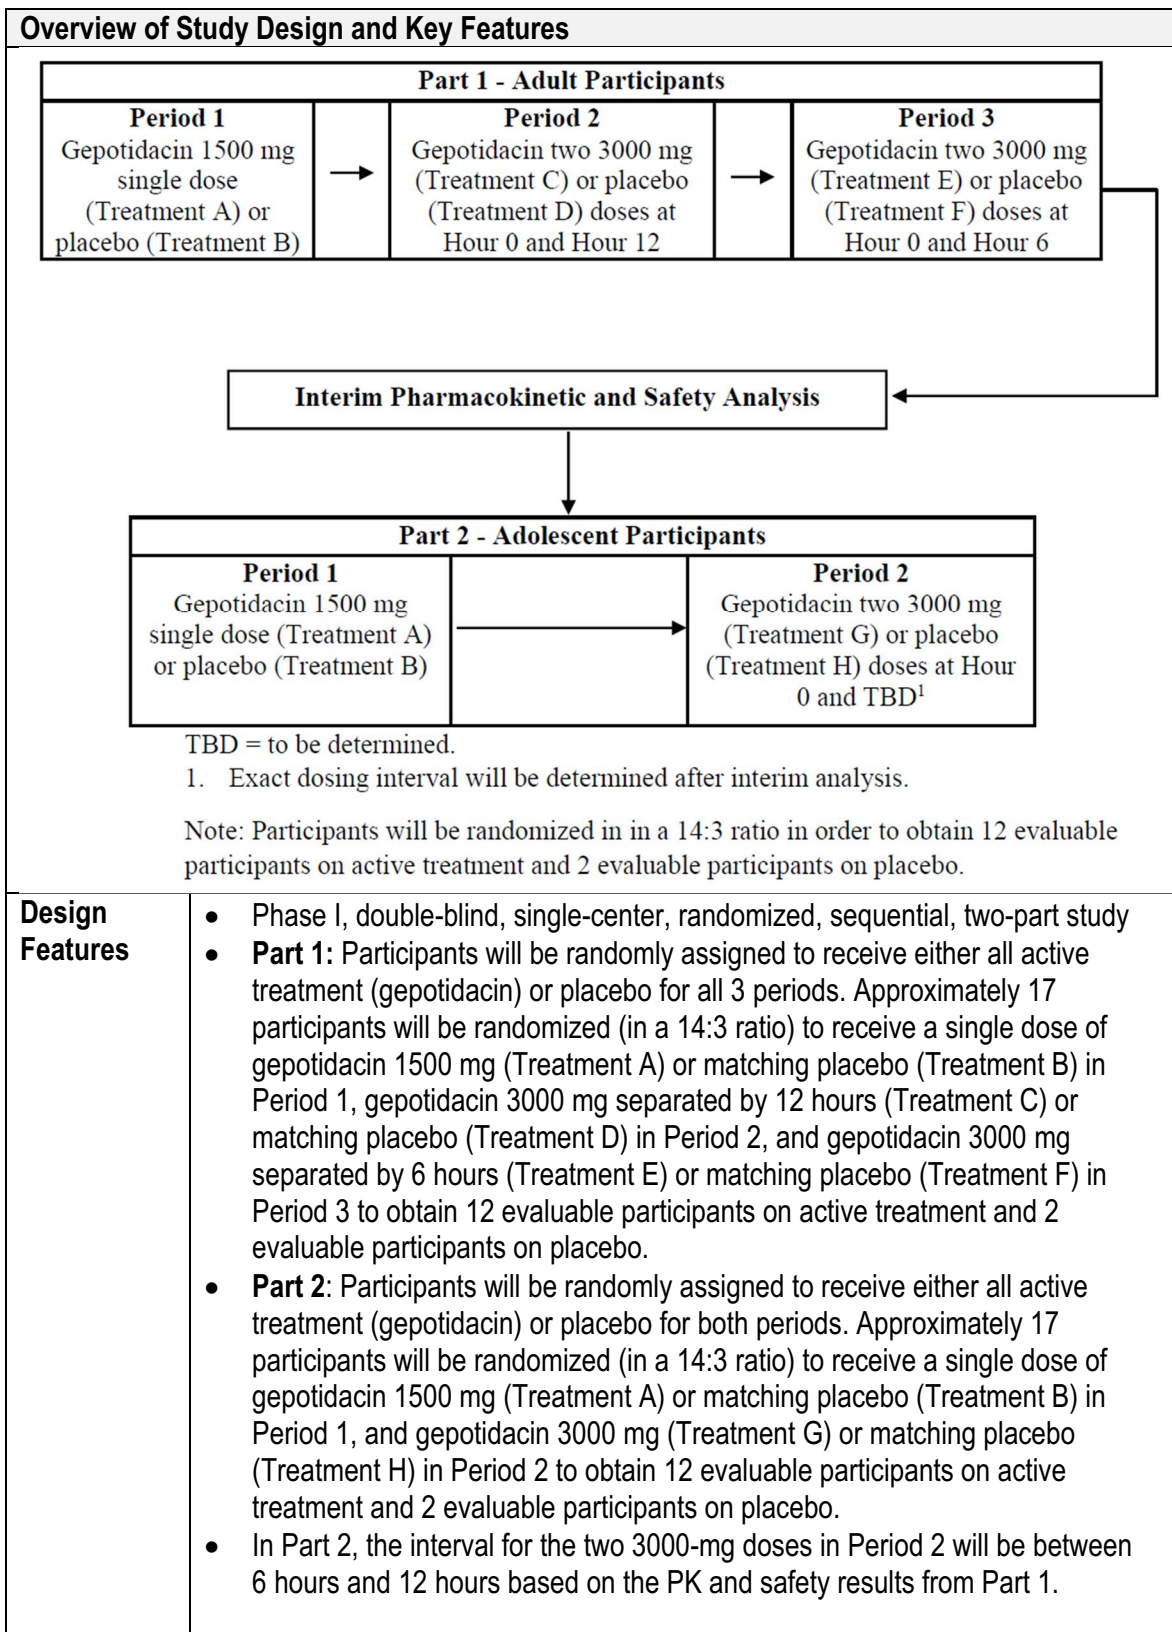 Overview of Study Design and Key Features
Part 1 - Adult Participants
Period 1
Gepotidacin 1500 mg
single dose
(Treatment A) or
placebo (Treatment B)
Period 2
Gepotidacin two 3000 mg
(Treatment C) or placebo
(Treatment D) doses at
Hour 0 and Hour 12
Period 3
Gepotidacin two 3000 mg
(Treatment E) or placebo
(Treatment F) doses at
Hour 0 and Hour 6
Interim Pharmacokinetic and Safety Analysis
Part 2 - Adolescent Participants
Period 1
Gepotidacin 1500 mg
single dose (Treatment A)
or placebo (Treatment B)
Period 2
Gepotidacin two 3000 mg
(Treatment G) or placebo
(Treatment H) doses at Hour
0 and TBD¹
TBD = to be determined.
1. Exact dosing interval will be determined after interim analysis.
Note: Participants will be randomized in in a 14:3 ratio in order to obtain 12 evaluable
participants on active treatment and 2 evaluable participants on placebo.
Design
Features
• Phase I, double-blind, single-center, randomized, sequential, two-part study
• Part 1: Participants will be randomly assigned to receive either all active
treatment (gepotidacin) or placebo for all 3 periods. Approximately 17
participants will be randomized (in a 14:3 ratio) to receive a single dose of
gepotidacin 1500 mg (Treatment A) or matching placebo (Treatment B) in
Period 1, gepotidacin 3000 mg separated by 12 hours (Treatment C) or
matching placebo (Treatment D) in Period 2, and gepotidacin 3000 mg
separated by 6 hours (Treatment E) or matching placebo (Treatment F) in
Period 3 to obtain 12 evaluable participants on active treatment and 2
evaluable participants on placebo.
• Part 2: Participants will be randomly assigned to receive either all active
treatment (gepotidacin) or placebo for both periods. Approximately 17
participants will be randomized (in a 14:3 ratio) to receive a single dose of
gepotidacin 1500 mg (Treatment A) or matching placebo (Treatment B) in
Period 1, and gepotidacin 3000 mg (Treatment G) or matching placebo
(Treatment H) in Period 2 to obtain 12 evaluable participants on active
treatment and 2 evaluable participants on placebo.
• In Part 2, the interval for the two 3000-mg doses in Period 2 will be between
6 hours and 12 hours based on the PK and safety results from Part 1.